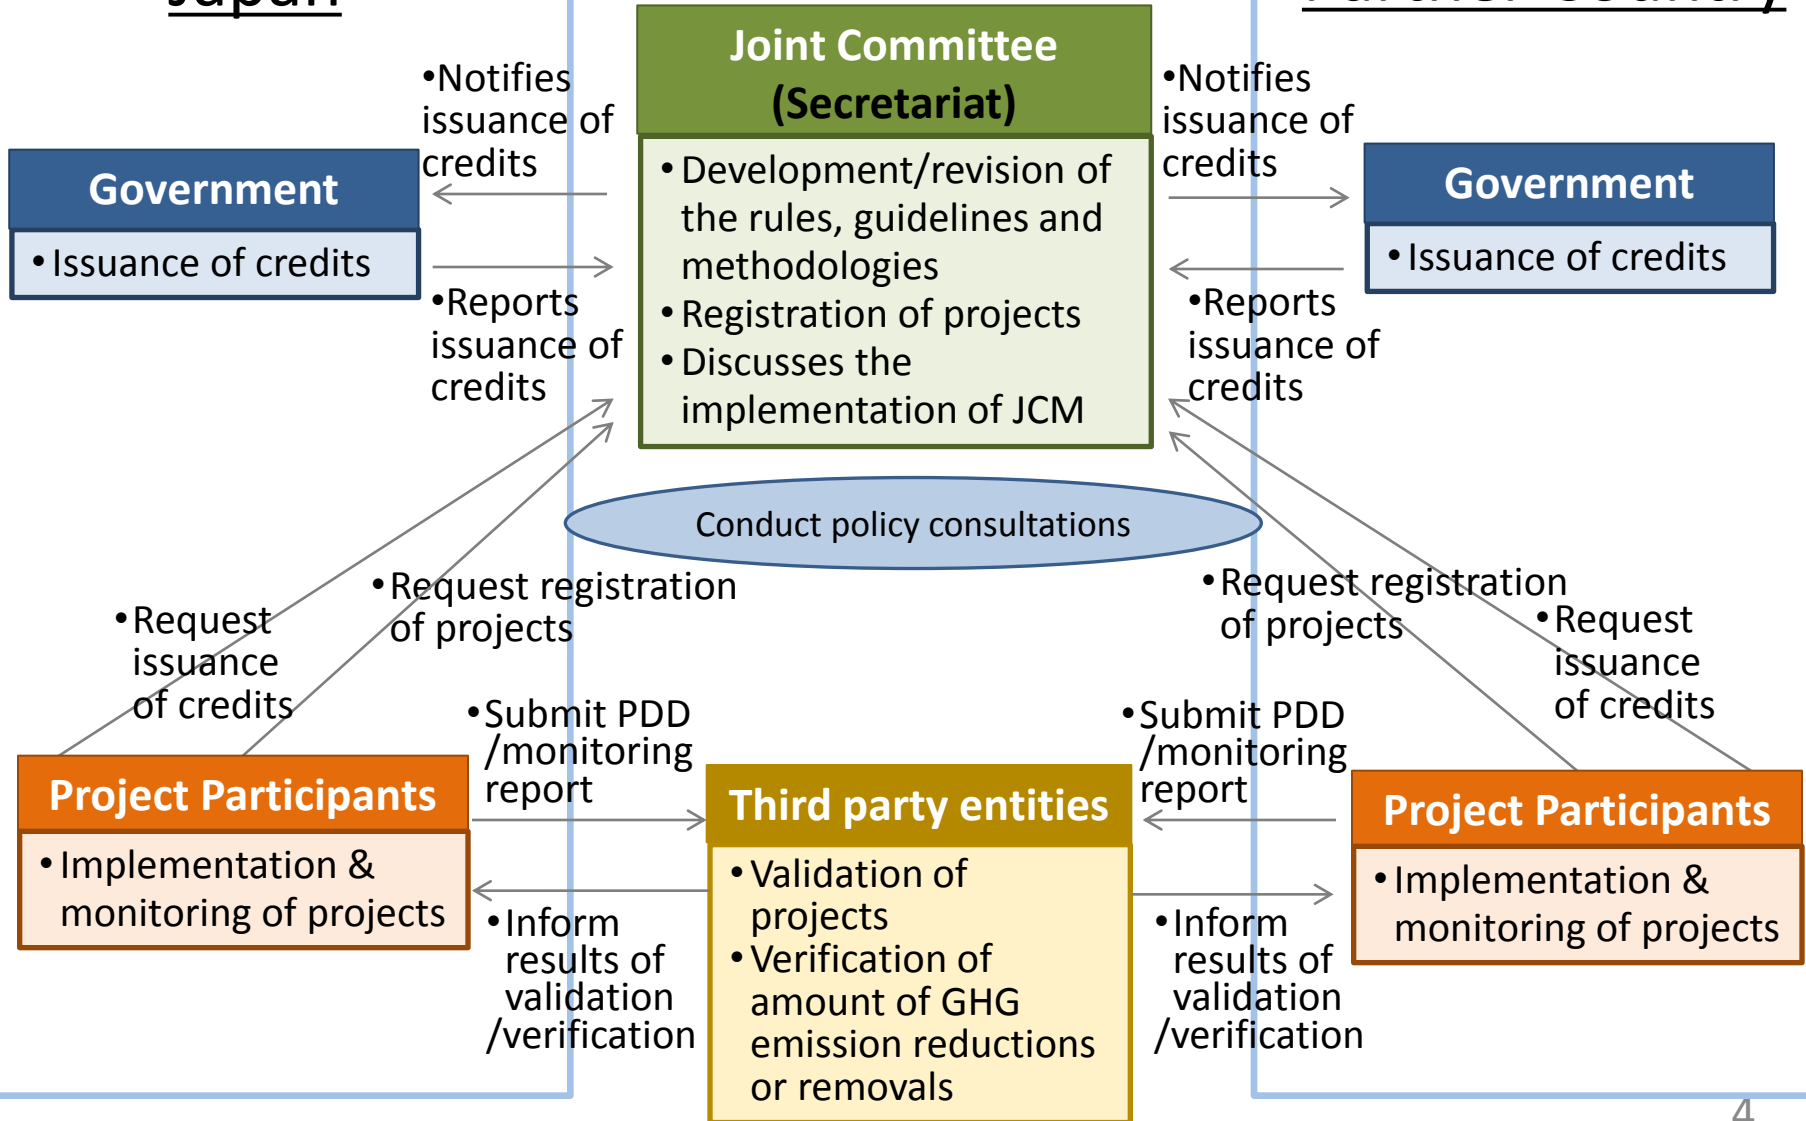 Japan
Partner Country
Joint Committee
(Secretariat)
• Development/revision of
the rules, guidelines and
methodologies
• Registration of projects
• Discusses the
implementation of JCM
•Notifies
issuance of
credits
Government
• Issuance of credits
•Reports
issuance of
credits
•Notifies
issuance of
credits
Government
• Issuance of credits
•Reports
issuance of
credits
Conduct policy consultations
•Request
issuance
of credits
•Request registration
of projects
•Request registration
of projects
•Request
issuance
of credits
Project Participants
• Implementation &
monitoring of projects
•Submit PDD
/monitoring
report
•Inform
results of
validation
/verification
Third party entities
• Validation of
projects
• Verification of
amount of GHG
emission reductions
or removals
•Submit PDD
/monitoring
report
•Inform
results of
validation
/verification
Project Participants
• Implementation &
monitoring of projects
4